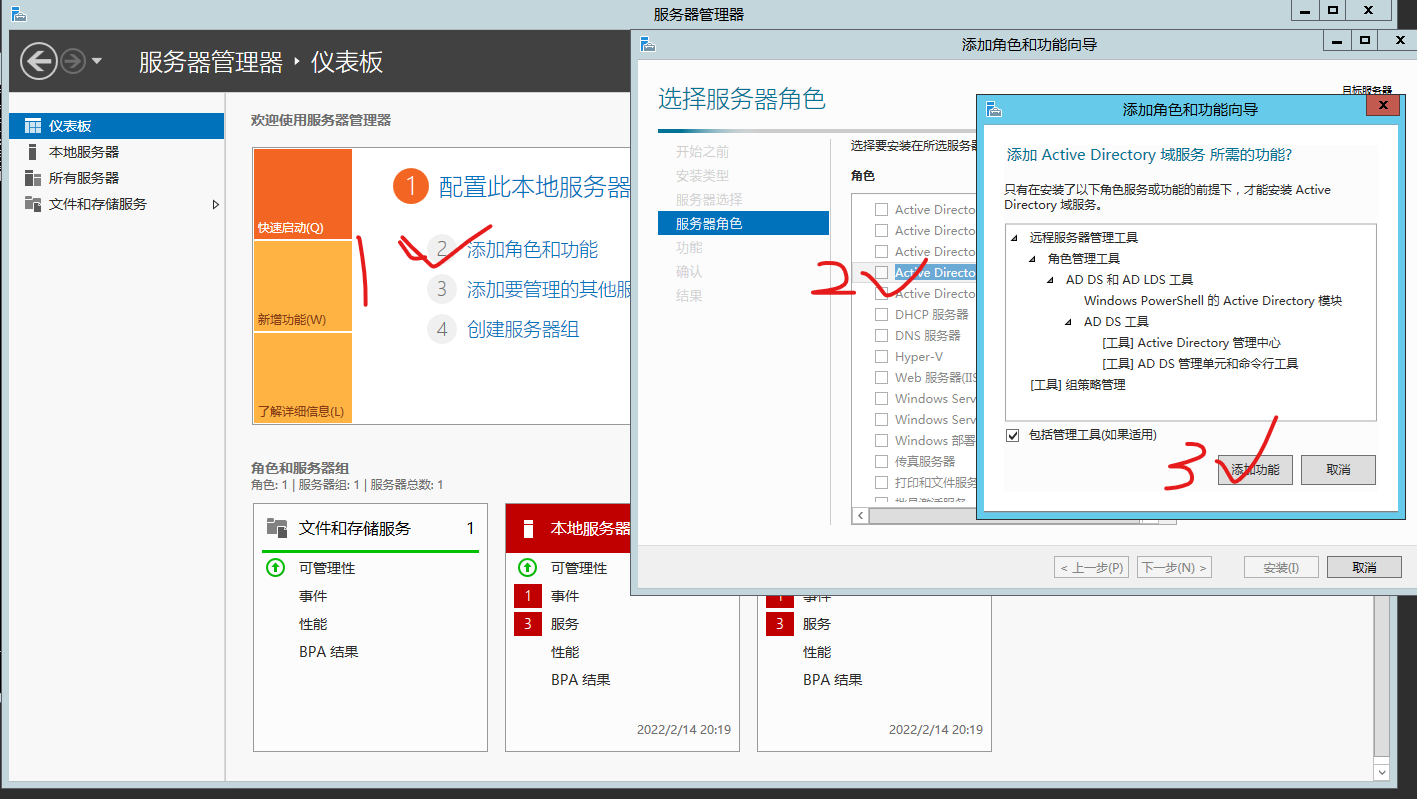 服务器管理器
服务器管理器 · 仪表板
仪表板
本地服务器
所有服务器
文件和存储服务
欢迎使用服务器管理器
快速启动(Q)
新增功能(W)
了解详细信息(L)
1 配置此本地服务器
2 添加角色和功能
3 添加要管理的其他服
4 创建服务器组
1
角色和服务器组
角色: 1 | 服务器组: 1 | 服务器总数: 1
文件和存储服务 1
可管理性
事件
性能
BPA 结果
本地服务器
可管理性
1 事件
3 服务
性能
BPA 结果
2022/2/14 20:19
1 事件
3 服务
性能
BPA 结果
2022/2/14 20:19
添加角色和功能向导
选择服务器角色
目标服务器
开始之前
安装类型
服务器选择
服务器角色
功能
确认
结果
选择要安装在所选服务器
角色
Active Directo
Active Directo
Active Directo
Active Directo
Active Directo
DHCP 服务器
DNS 服务器
Hyper-V
Web 服务器(IIS
Windows Serv
Windows Serv
Windows 部署
传真服务器
打印和文件服务
批量激活服务
2
< 上一步(P)
下一步(N) >
安装(I)
取消
添加角色和功能向导
添加 Active Directory 域服务 所需的功能?
只有在安装了以下角色服务或功能的前提下，才能安装 Active
Directory 域服务。
远程服务器管理工具
角色管理工具
AD DS 和 AD LDS 工具
Windows PowerShell 的 Active Directory 模块
AD DS 工具
[工具] Active Directory 管理中心
[工具] AD DS 管理单元和命令行工具
[工具] 组策略管理
包括管理工具(如果适用)
3
添加功能
取消